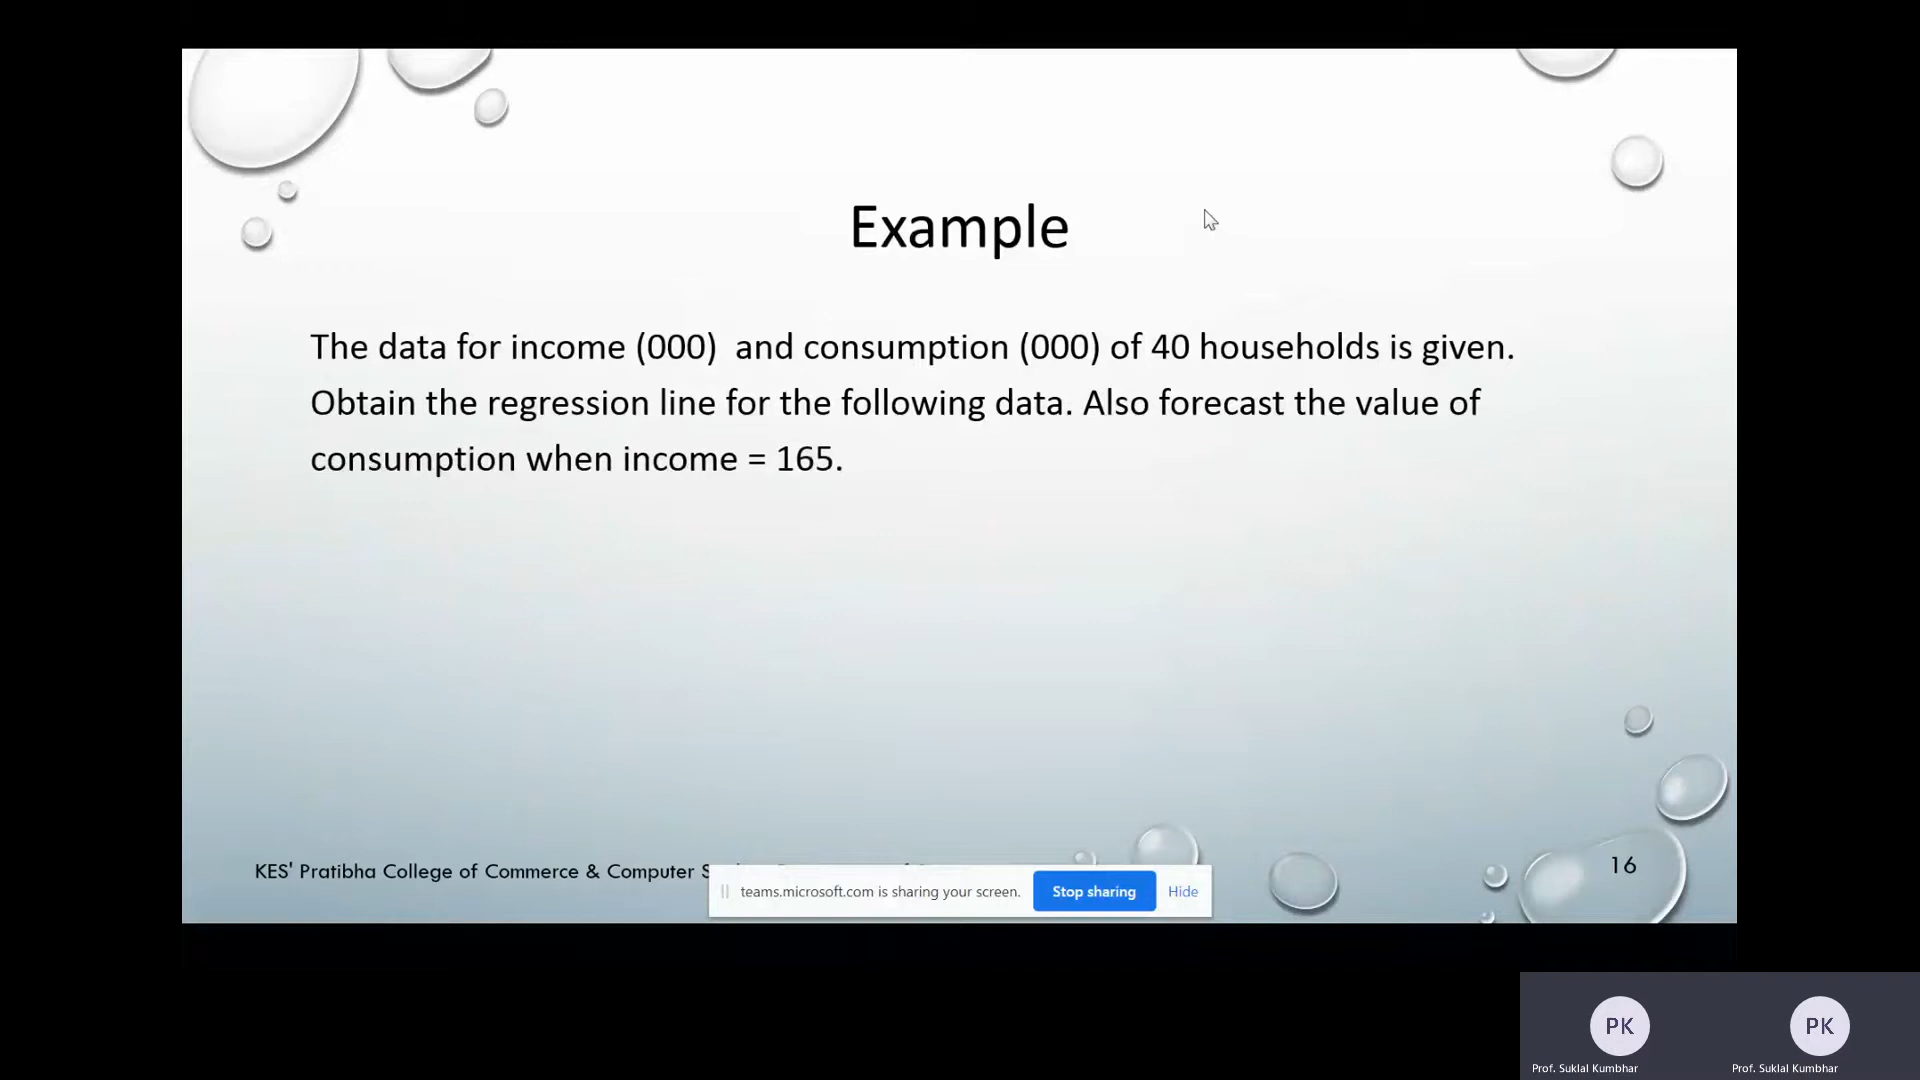 Example
The data for income (000)  and consumption (000) of 40 households is given.
Obtain the regression line for the following data. Also forecast the value of
consumption when income = 165.
KES' Pratibha College of Commerce & Computer
16
teams.microsoft.com is sharing your screen.
Stop sharing
Hide
PK
PK
Prof. Suklal Kumbhar
Prof. Suklal Kumbhar